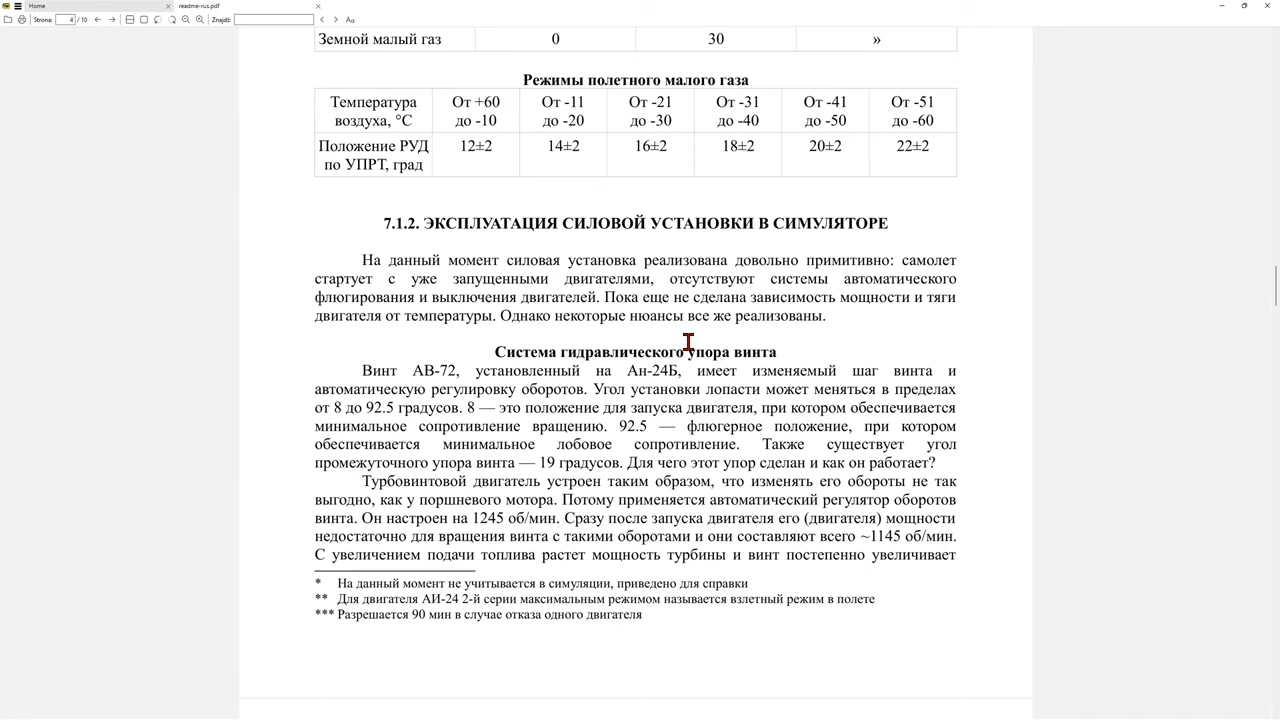 Home
readme-rus.pdf
Strona: 4 / 10
Znajdź:
Земной малый газ 0 30 »
Режимы полетного малого газа
Температура воздуха, °C От +60 до -10 От -11 до -20 От -21 до -30 От -31 до -40 От -41 до -50 От -51 до -60
Положение РУД по УПРТ, град 12±2 14±2 16±2 18±2 20±2 22±2
7.1.2. ЭКСПЛУАТАЦИЯ СИЛОВОЙ УСТАНОВКИ В СИМУЛЯТОРЕ
На данный момент силовая установка реализована довольно примитивно: самолет
стартует с уже запущенными двигателями, отсутствуют системы автоматического
флюгирования и выключения двигателей. Пока еще не сделана зависимость мощности и тяги
двигателя от температуры. Однако некоторые нюансы все же реализованы.
Система гидравлического упора винта
Винт АВ-72, установленный на Ан-24Б, имеет изменяемый шаг винта и
автоматическую регулировку оборотов. Угол установки лопасти может меняться в пределах
от 8 до 92.5 градусов. 8 — это положение для запуска двигателя, при котором обеспечивается
минимальное сопротивление вращению. 92.5 — флюгерное положение, при котором
обеспечивается минимальное лобовое сопротивление. Также существует угол
промежуточного упора винта — 19 градусов. Для чего этот упор сделан и как он работает?
Турбовинтовой двигатель устроен таким образом, что изменять его обороты не так
выгодно, как у поршневого мотора. Потому применяется автоматический регулятор оборотов
винта. Он настроен на 1245 об/мин. Сразу после запуска двигателя его (двигателя) мощности
недостаточно для вращения винта с такими оборотами и они составляют всего ~1145 об/мин.
С увеличением подачи топлива растет мощность турбины и винт постепенно увеличивает
* На данный момент не учитывается в симуляции, приведено для справки
** Для двигателя АИ-24 2-й серии максимальным режимом называется взлетный режим в полете
*** Разрешается 90 мин в случае отказа одного двигателя